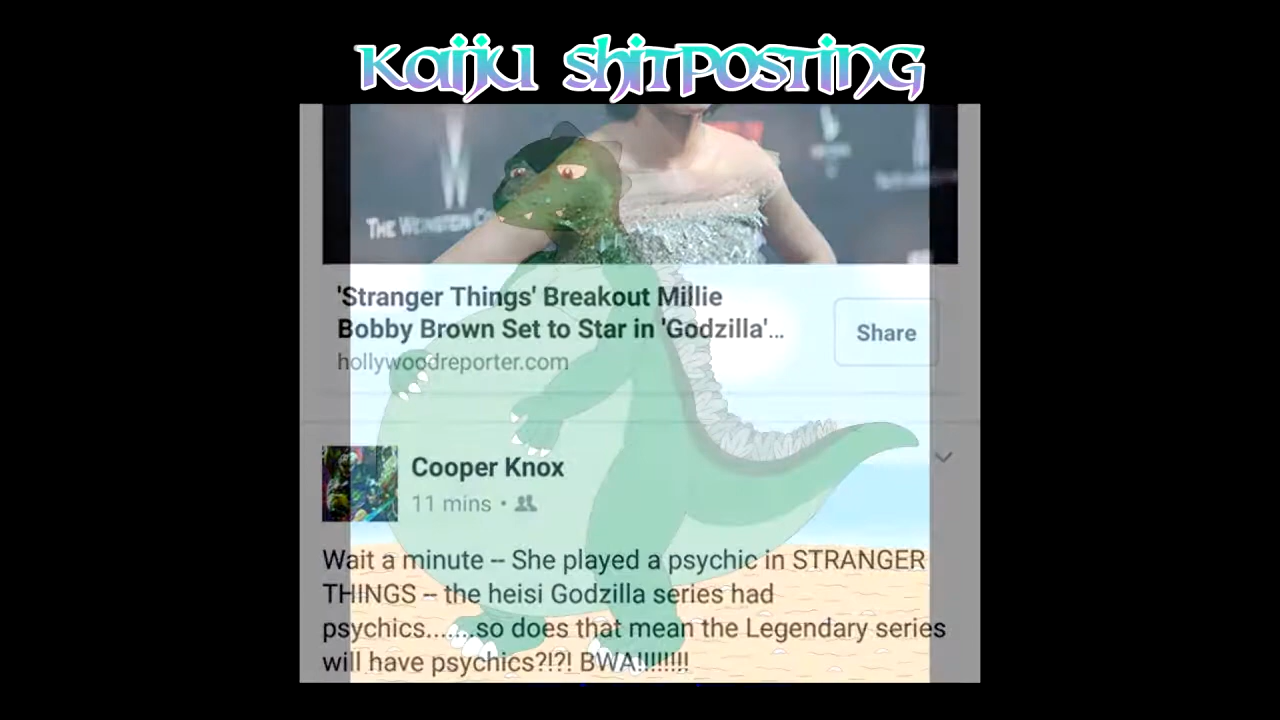 Kaiju Shitposting
THE WEINSTEIN CO
'Stranger Things' Breakout Millie
Bobby Brown Set to Star in 'Godzilla'...
Share
hollywoodreporter.com
Cooper Knox
11 mins •
Wait a minute -- She played a psychic in STRANGER
THINGS -- the heisi Godzilla series had
psychics.......so does that mean the Legendary series
will have psychics?!?! BWA!!!!!!!!